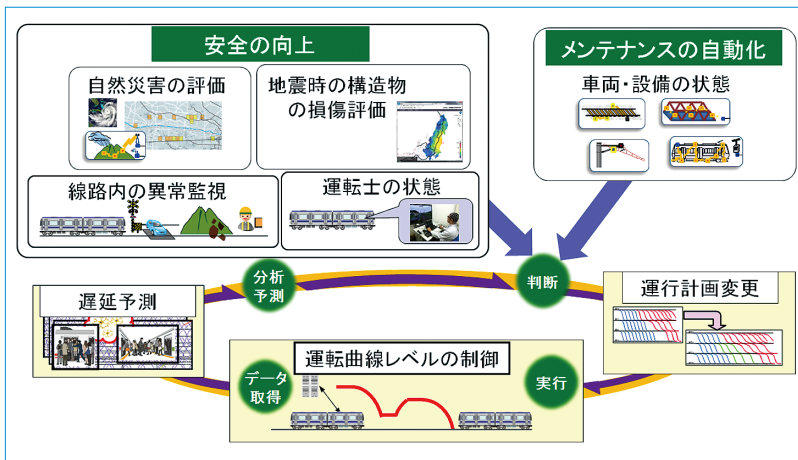 安全の向上
自然災害の評価
地震時の構造物
の損傷評価
線路内の異常監視
運転士の状態
メンテナンスの自動化
車両・設備の状態
分析
予測
判断
遅延予測
運行計画変更
運転曲線レベルの制御
データ
取得
実行